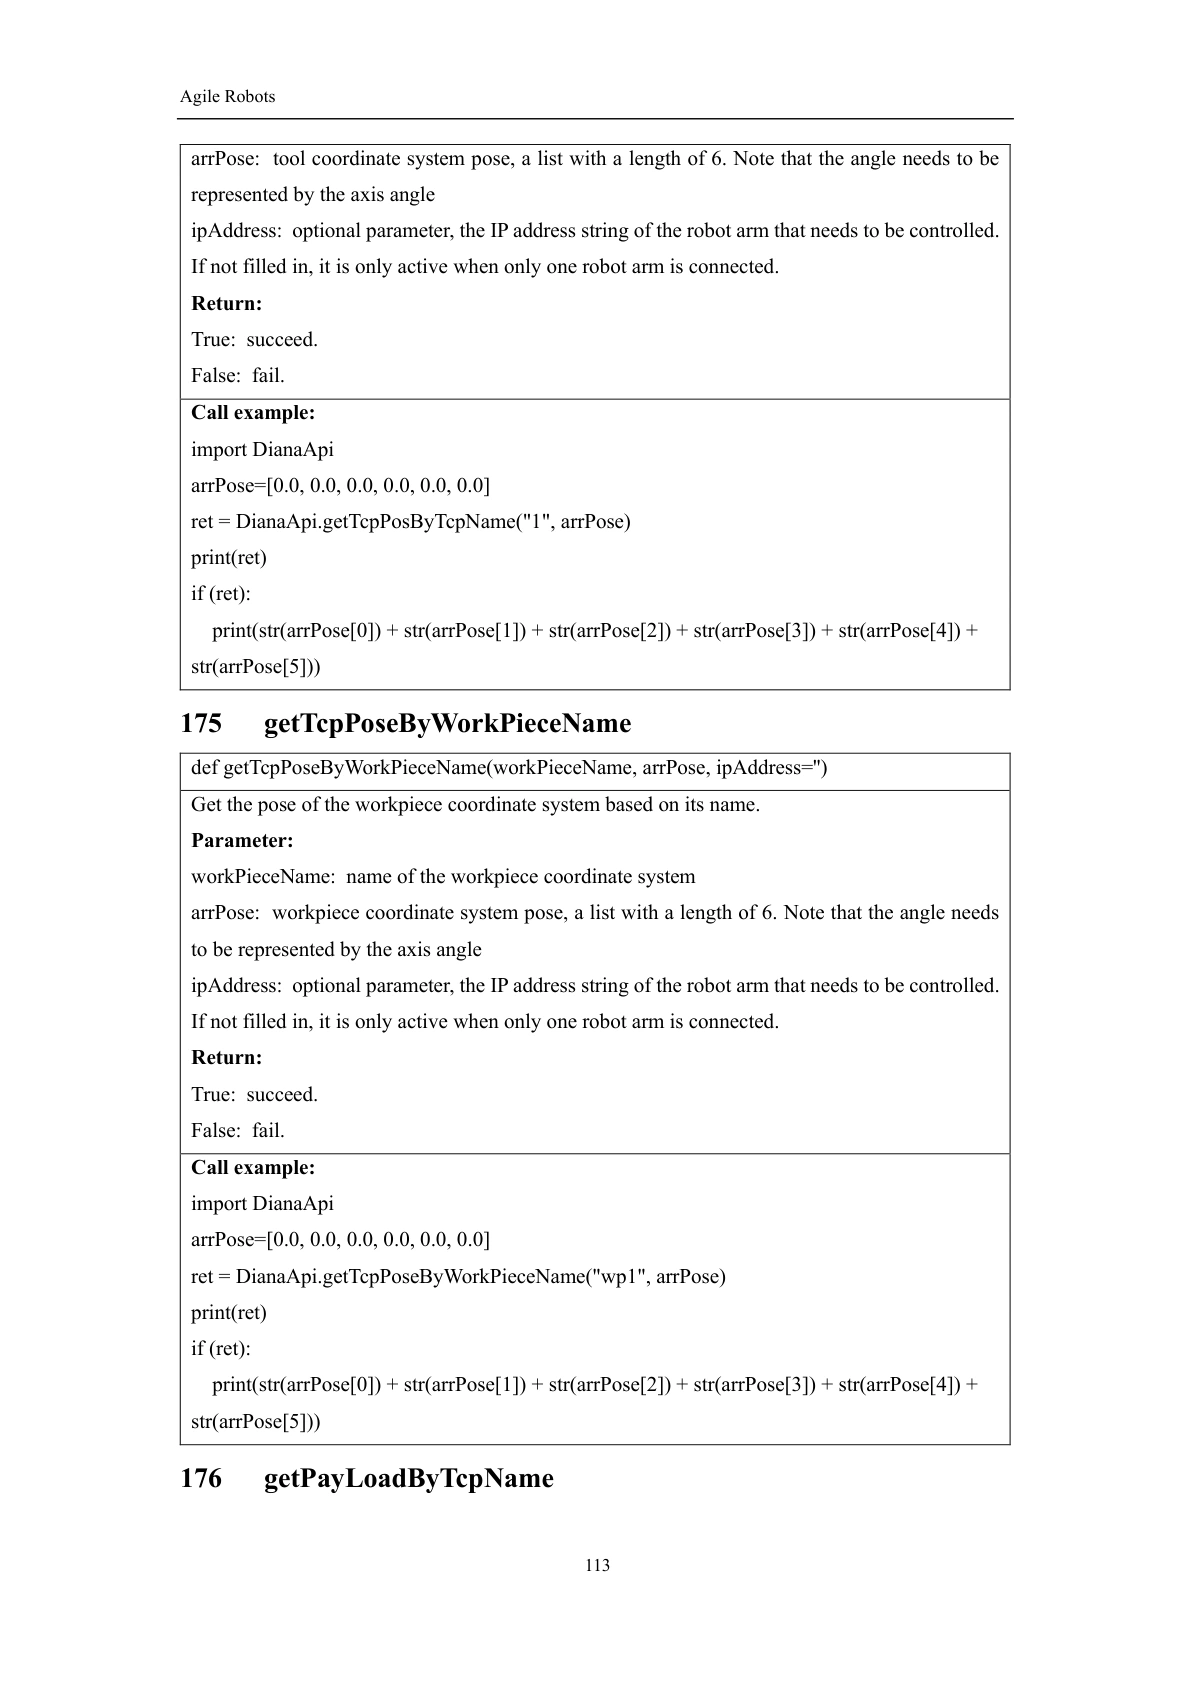 Agile Robots
arrPose: tool coordinate system pose, a list with a length of 6. Note that the angle needs to be
represented by the axis angle
ipAddress: optional parameter, the IP address string of the robot arm that needs to be controlled.
If not filled in, it is only active when only one robot arm is connected.
Return:
True: succeed.
False: fail.
Call example:
import DianaApi
arrPose=[0.0, 0.0, 0.0, 0.0, 0.0, 0.0]
ret = DianaApi.getTcpPosByTcpName("1", arrPose)
print(ret)
if (ret):
    print(str(arrPose[0]) + str(arrPose[1]) + str(arrPose[2]) + str(arrPose[3]) + str(arrPose[4]) +
str(arrPose[5]))
175 getTcpPoseByWorkPieceName
def getTcpPoseByWorkPieceName(workPieceName, arrPose, ipAddress='')
Get the pose of the workpiece coordinate system based on its name.
Parameter:
workPieceName: name of the workpiece coordinate system
arrPose: workpiece coordinate system pose, a list with a length of 6. Note that the angle needs
to be represented by the axis angle
ipAddress: optional parameter, the IP address string of the robot arm that needs to be controlled.
If not filled in, it is only active when only one robot arm is connected.
Return:
True: succeed.
False: fail.
Call example:
import DianaApi
arrPose=[0.0, 0.0, 0.0, 0.0, 0.0, 0.0]
ret = DianaApi.getTcpPoseByWorkPieceName("wp1", arrPose)
print(ret)
if (ret):
    print(str(arrPose[0]) + str(arrPose[1]) + str(arrPose[2]) + str(arrPose[3]) + str(arrPose[4]) +
str(arrPose[5]))
176 getPayLoadByTcpName
113